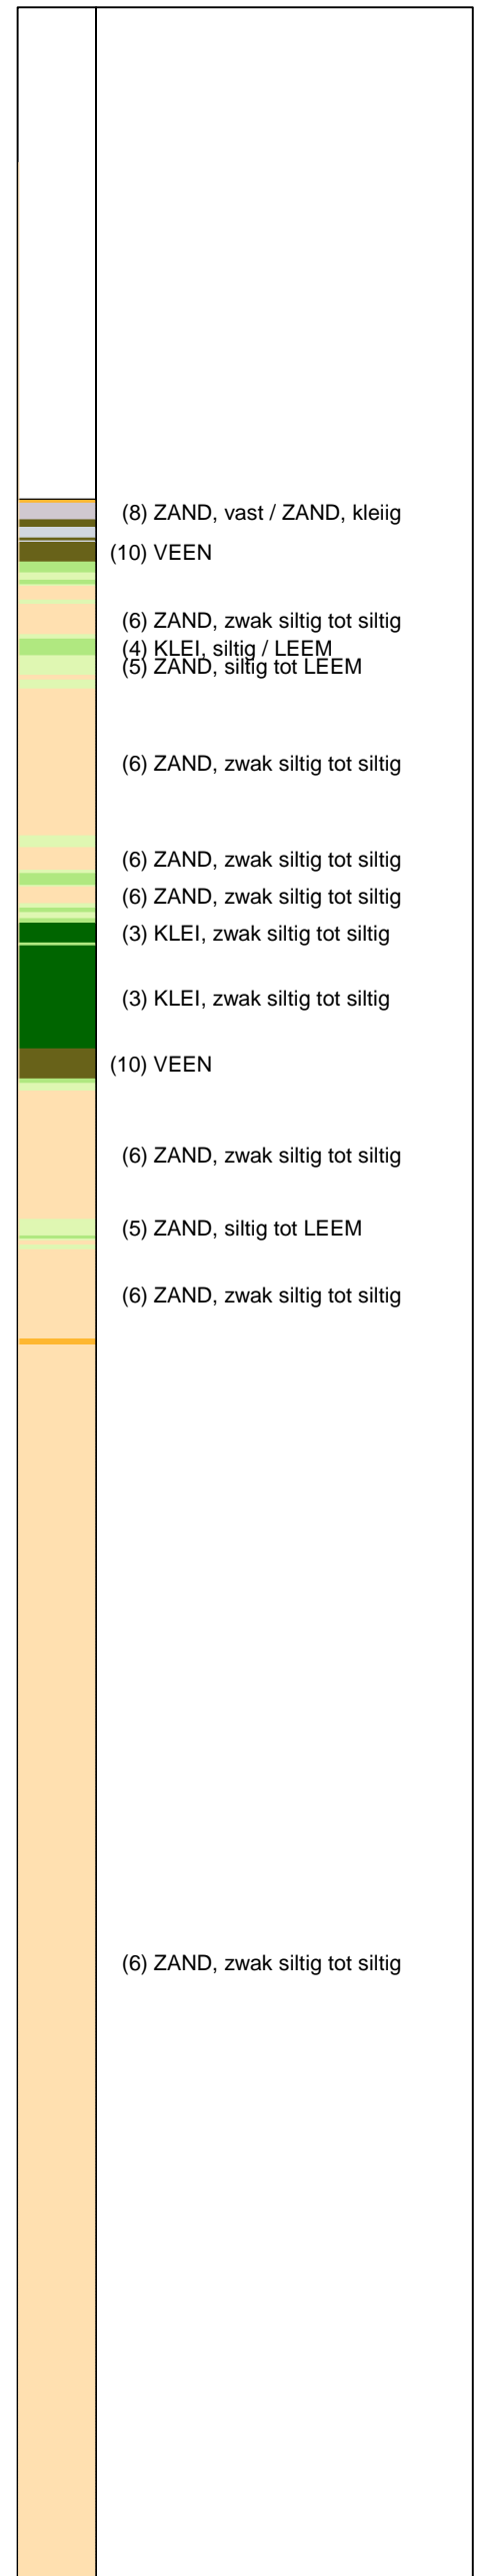 (8) ZAND, vast / ZAND, kleiig
(10) VEEN
(6) ZAND, zwak siltig tot siltig
(4) KLEI, siltig / LEEM
(5) ZAND, siltig tot LEEM
(6) ZAND, zwak siltig tot siltig
(6) ZAND, zwak siltig tot siltig
(6) ZAND, zwak siltig tot siltig
(3) KLEI, zwak siltig tot siltig
(3) KLEI, zwak siltig tot siltig
(10) VEEN
(6) ZAND, zwak siltig tot siltig
(5) ZAND, siltig tot LEEM
(6) ZAND, zwak siltig tot siltig
(6) ZAND, zwak siltig tot siltig